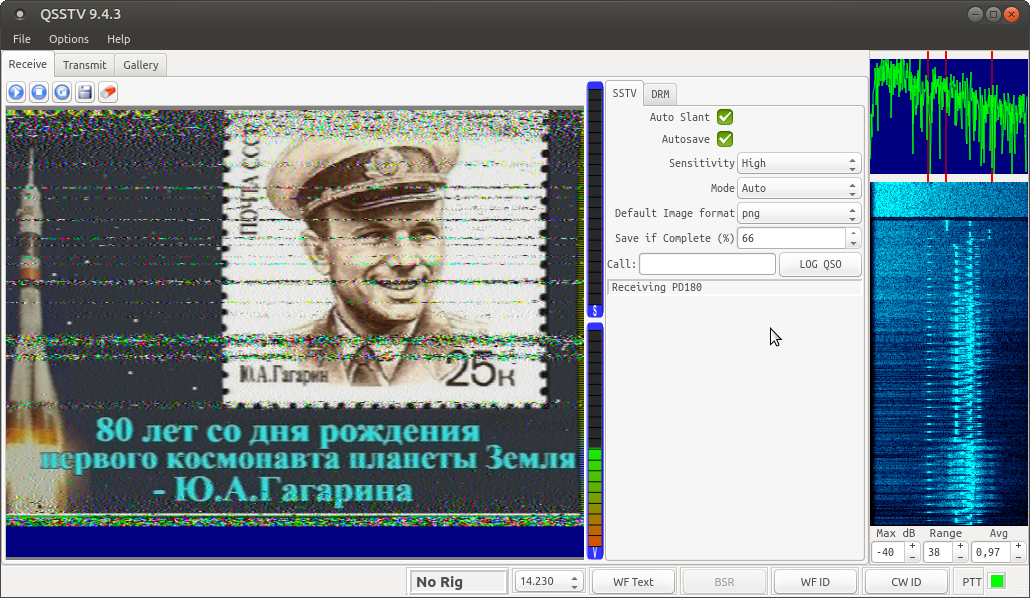 QSSTV 9.4.3
File Options Help
Receive Transmit Gallery
ПОЧТА СССР
Ю.А.Гагарин 25к
80 лет со дня рождения
первого космонавта планеты Земля
- Ю.А.Гагарина
S
V
SSTV DRM
Auto Slant
Autosave
Sensitivity High
Mode Auto
Default Image format png
Save if Complete (%) 66
Call: LOG QSO
Receiving PD180
Max dB Range Avg
-40 38 0,97
No Rig 14.230 WF Text BSR WF ID CW ID PTT